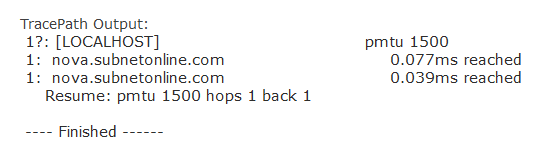 TracePath Output:
1?: [LOCALHOST] pmtu 1500
1: nova.subnetonline.com 0.077ms reached
1: nova.subnetonline.com 0.039ms reached
Resume: pmtu 1500 hops 1 back 1
---- Finished ------